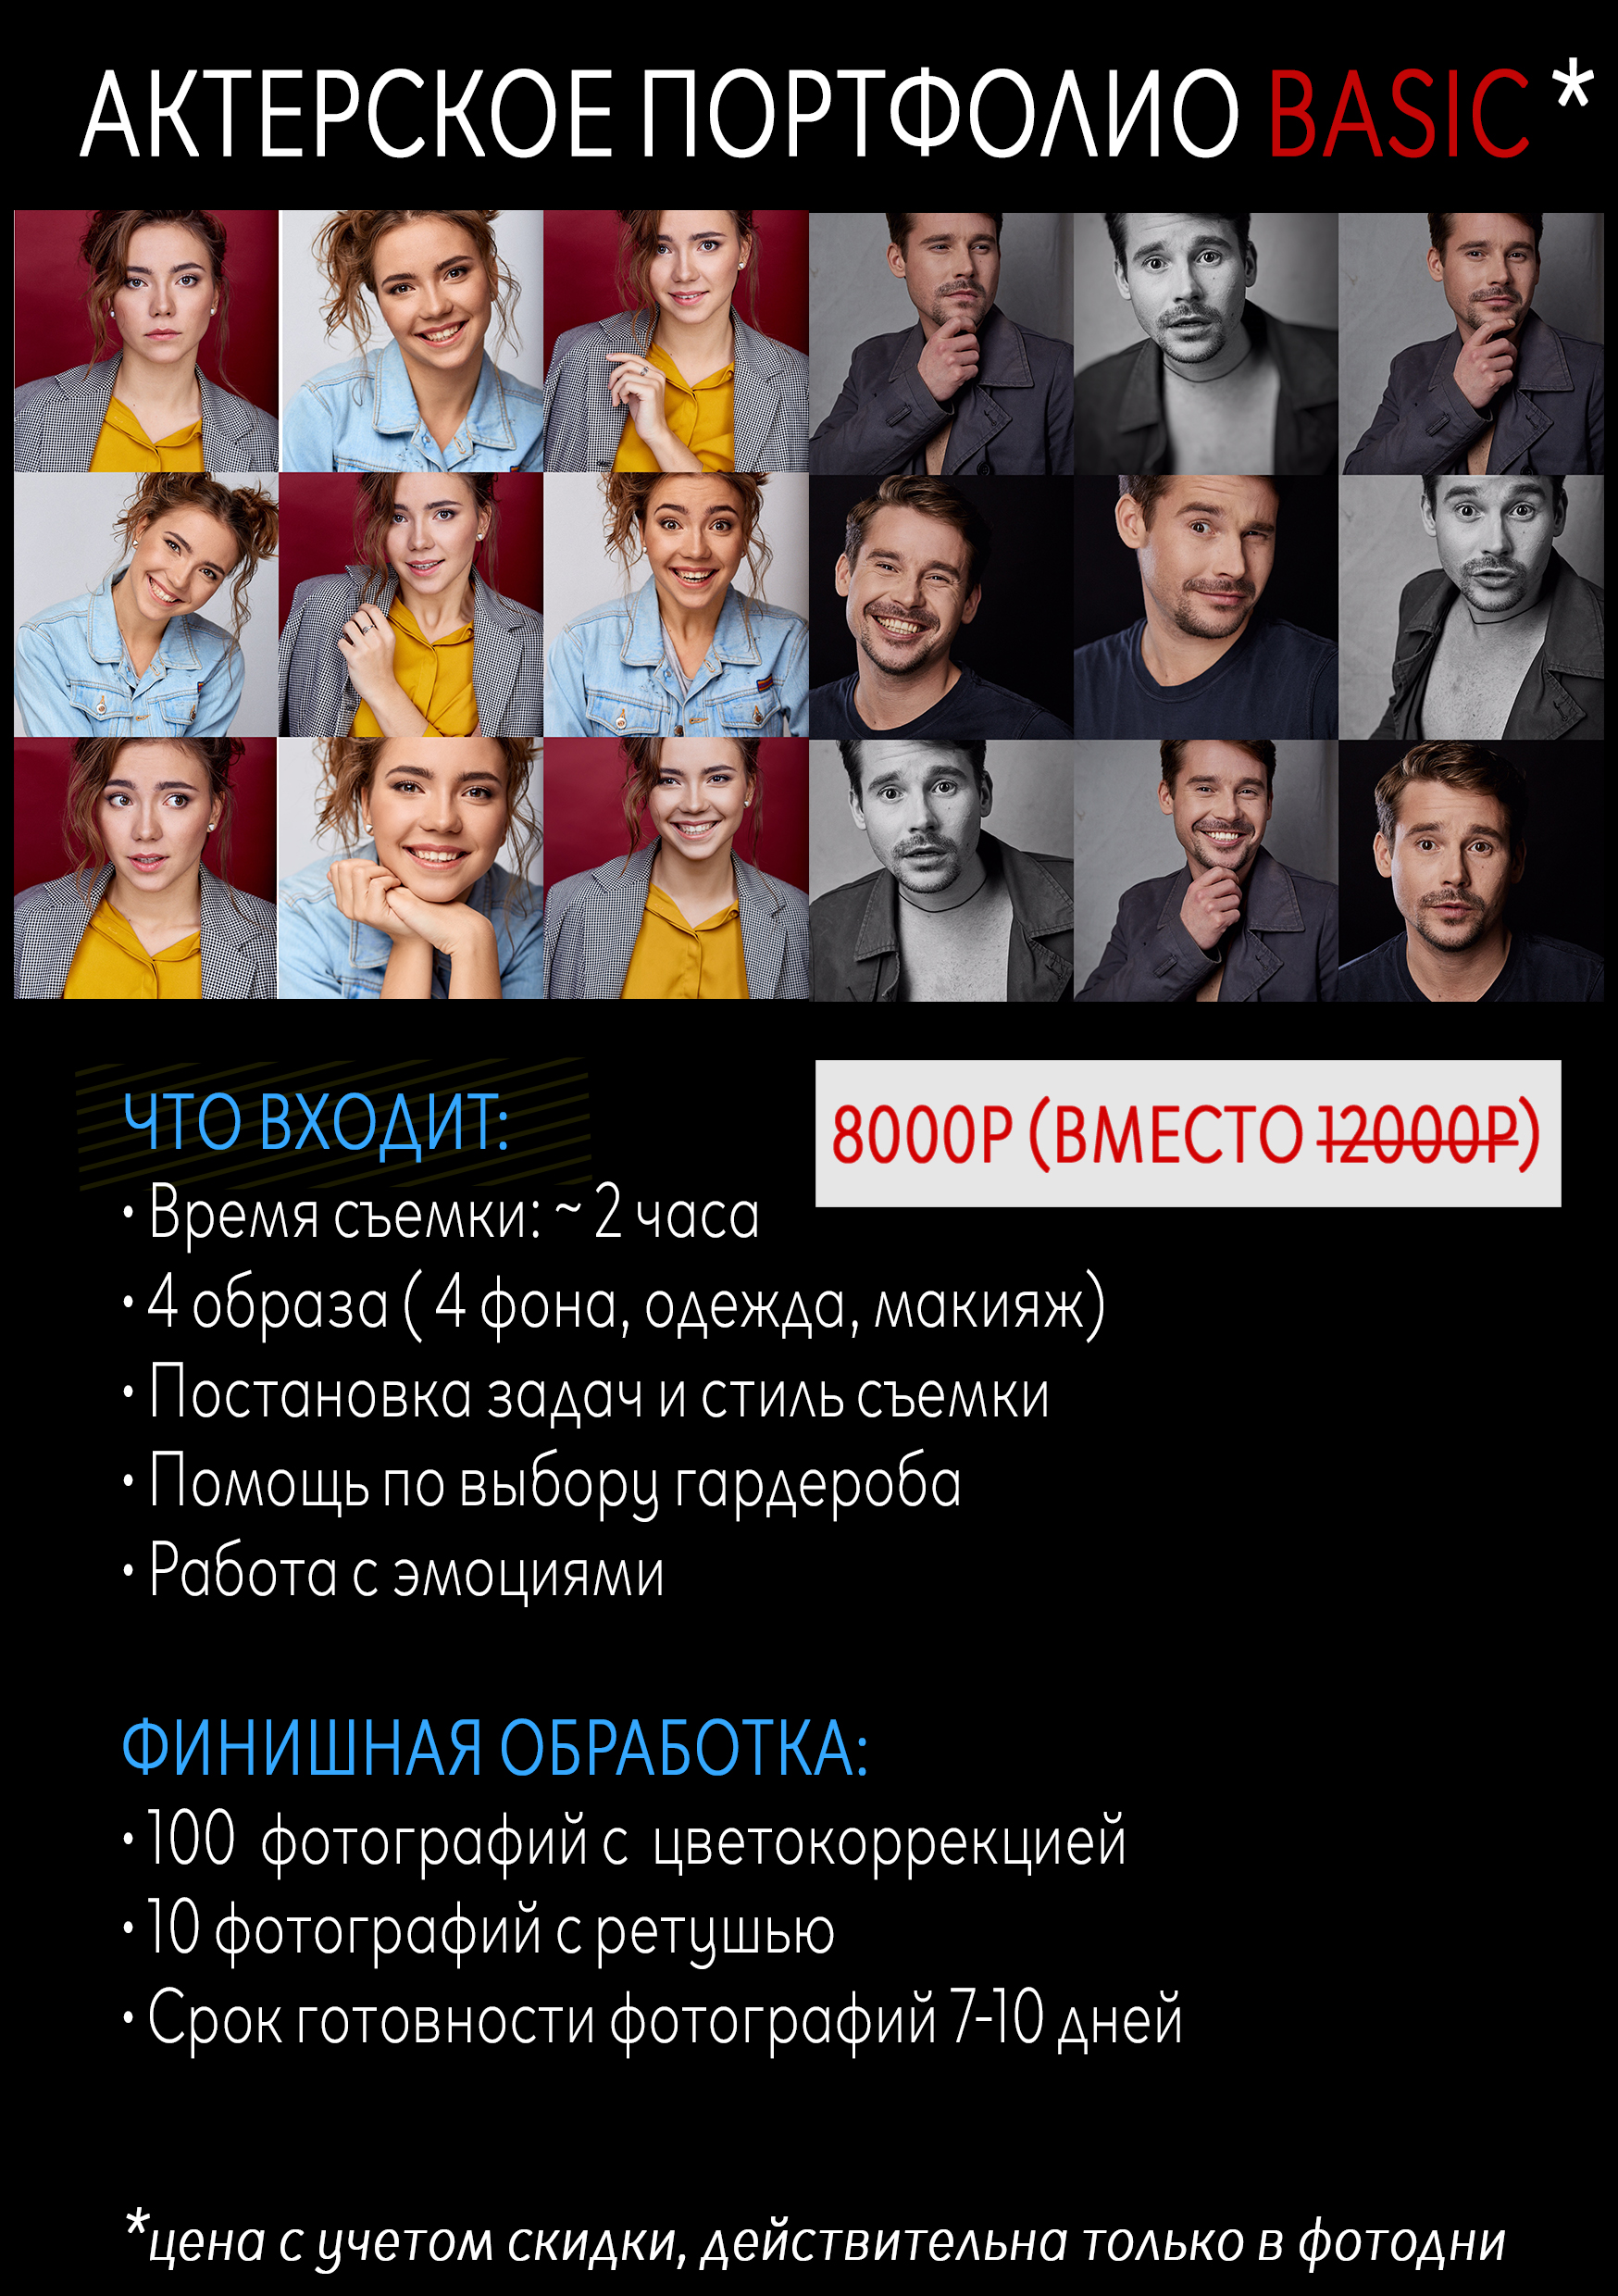 АКТЕРСКОЕ ПОРТФОЛИО BASIC *
ЧТО ВХОДИТ:
8000Р (ВМЕСТО 12000Р)
• Время съемки: ~ 2 часа
• 4 образа ( 4 фона, одежда, макияж)
• Постановка задач и стиль съемки
• Помощь по выбору гардероба
• Работа с эмоциями
ФИНИШНАЯ ОБРАБОТКА:
• 100 фотографий с цветокоррекцией
• 10 фотографий с ретушью
• Срок готовности фотографий 7-10 дней
*цена с учетом скидки, действительна только в фотодни